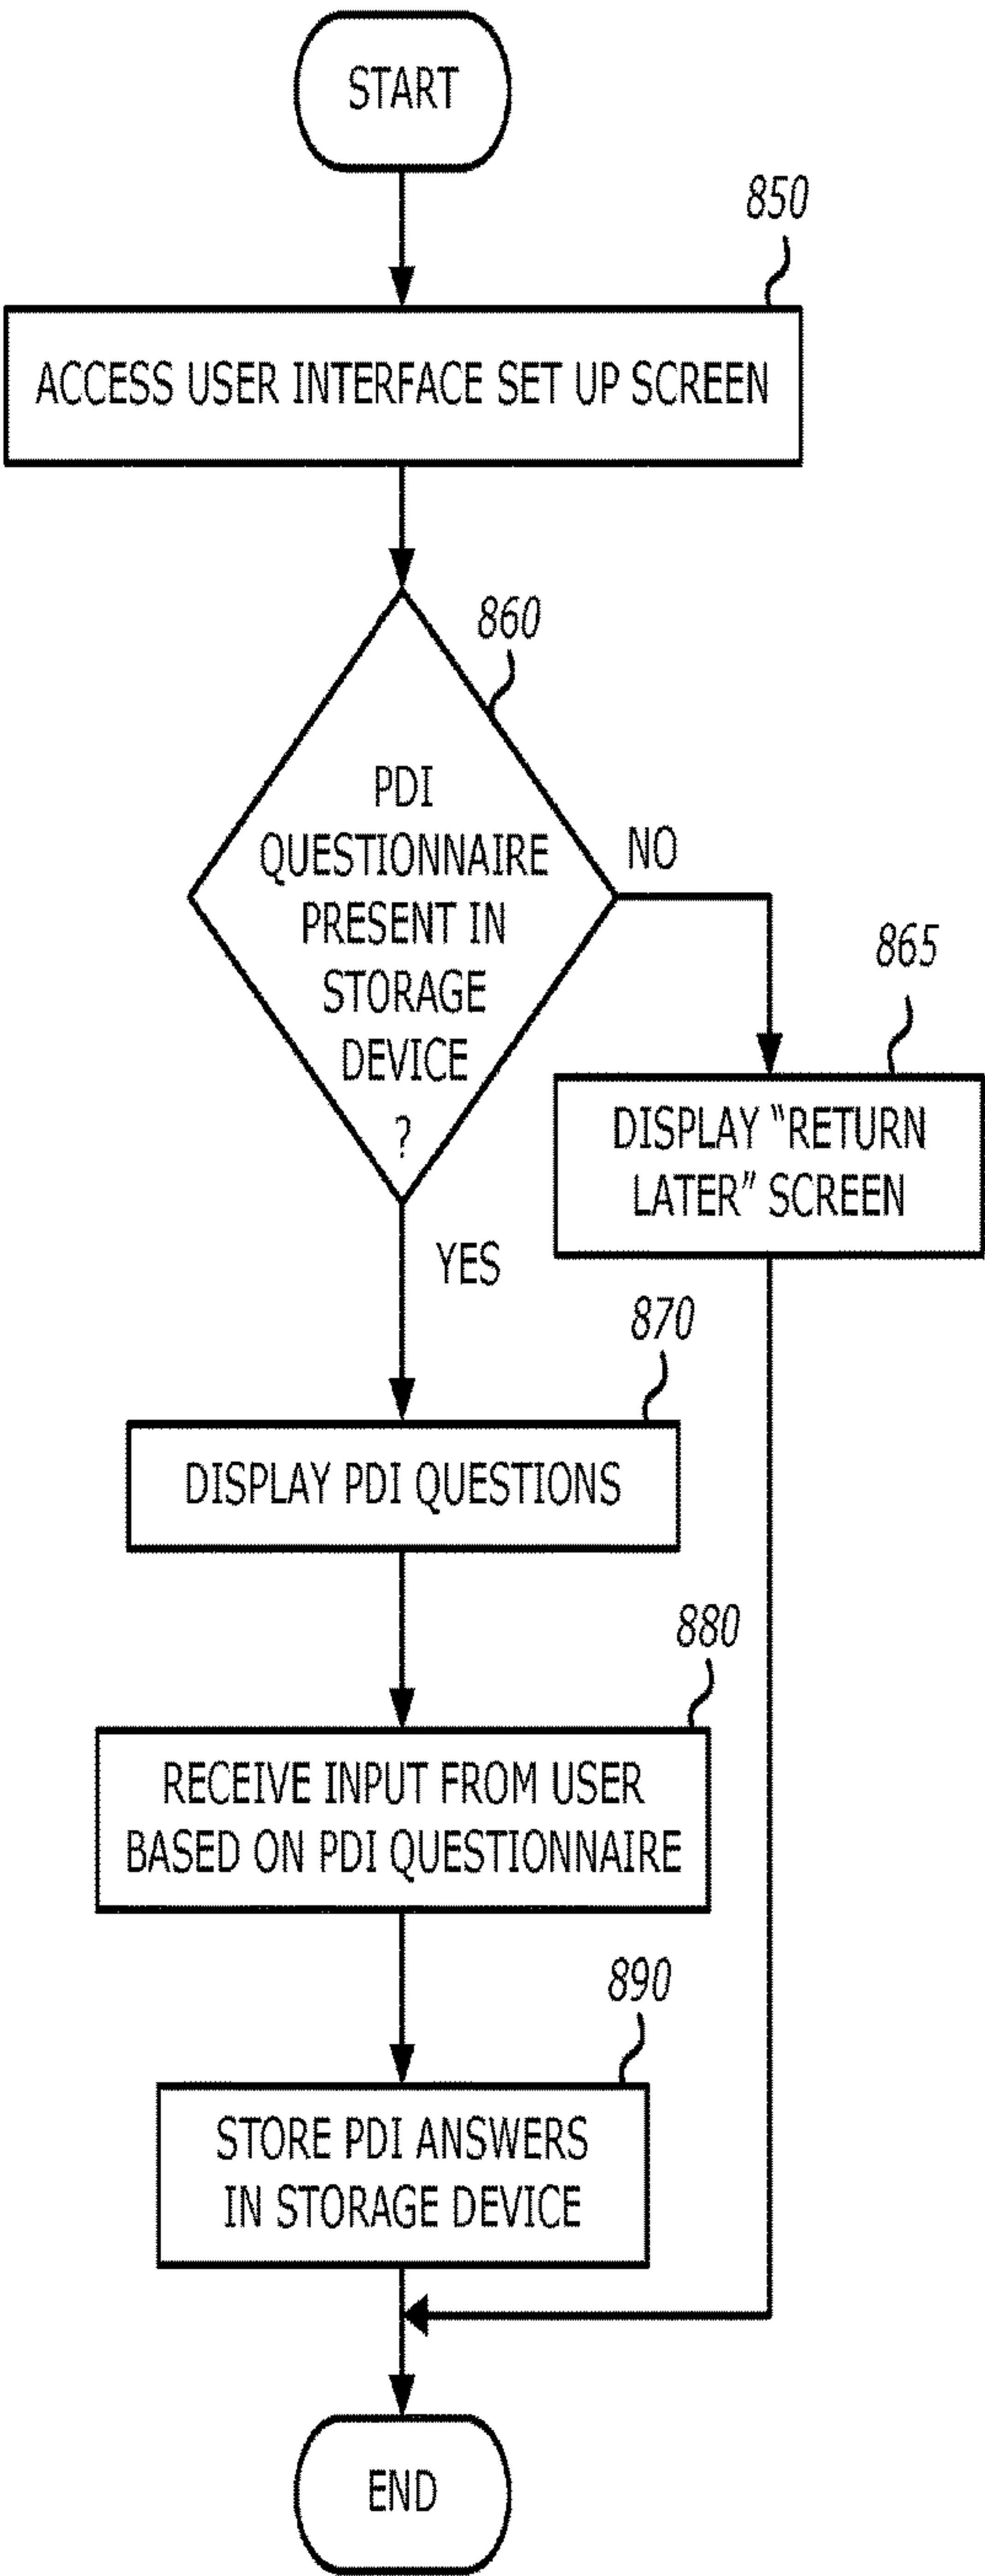 START
850
ACCESS USER INTERFACE SET UP SCREEN
860
PDI
QUESTIONNAIRE
PRESENT IN
STORAGE
DEVICE
?
NO
865
DISPLAY “RETURN
LATER” SCREEN
YES
870
DISPLAY PDI QUESTIONS
880
RECEIVE INPUT FROM USER
BASED ON PDI QUESTIONNAIRE
890
STORE PDI ANSWERS
IN STORAGE DEVICE
END